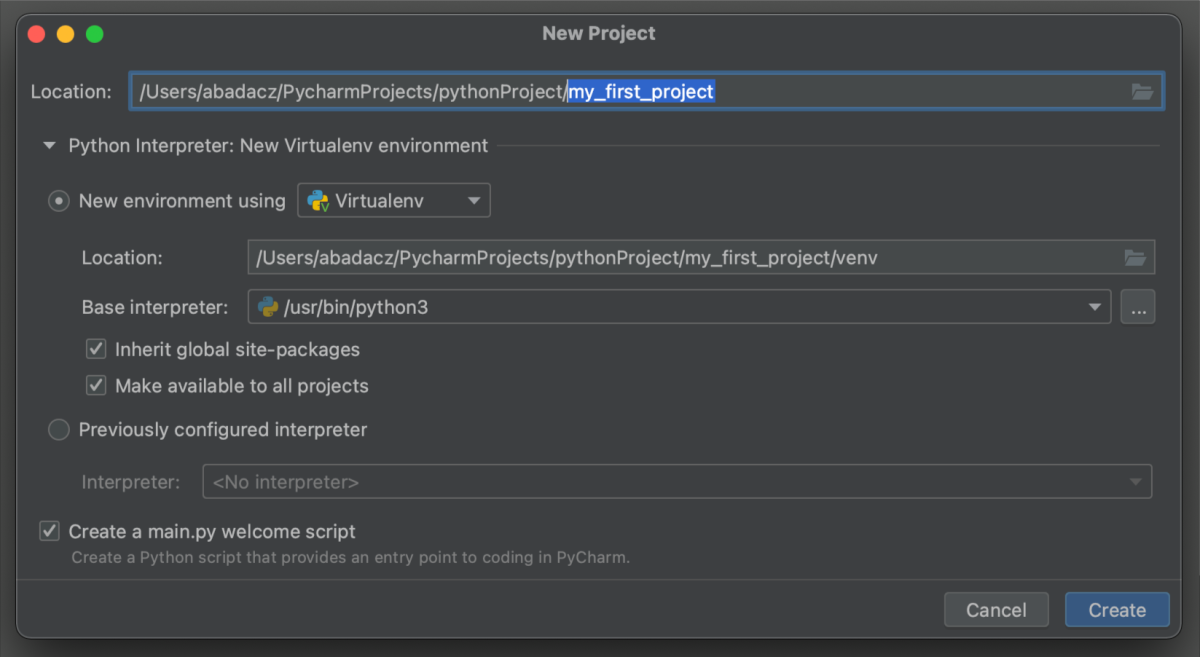 New Project
Location: /Users/abadacz/PycharmProjects/pythonProject/my_first_project
Python Interpreter: New Virtualenv environment
New environment using Virtualenv
Location: /Users/abadacz/PycharmProjects/pythonProject/my_first_project/venv
Base interpreter: /usr/bin/python3 ...
Inherit global site-packages
Make available to all projects
Previously configured interpreter
Interpreter: <No interpreter>
Create a main.py welcome script
Create a Python script that provides an entry point to coding in PyCharm.
Cancel Create